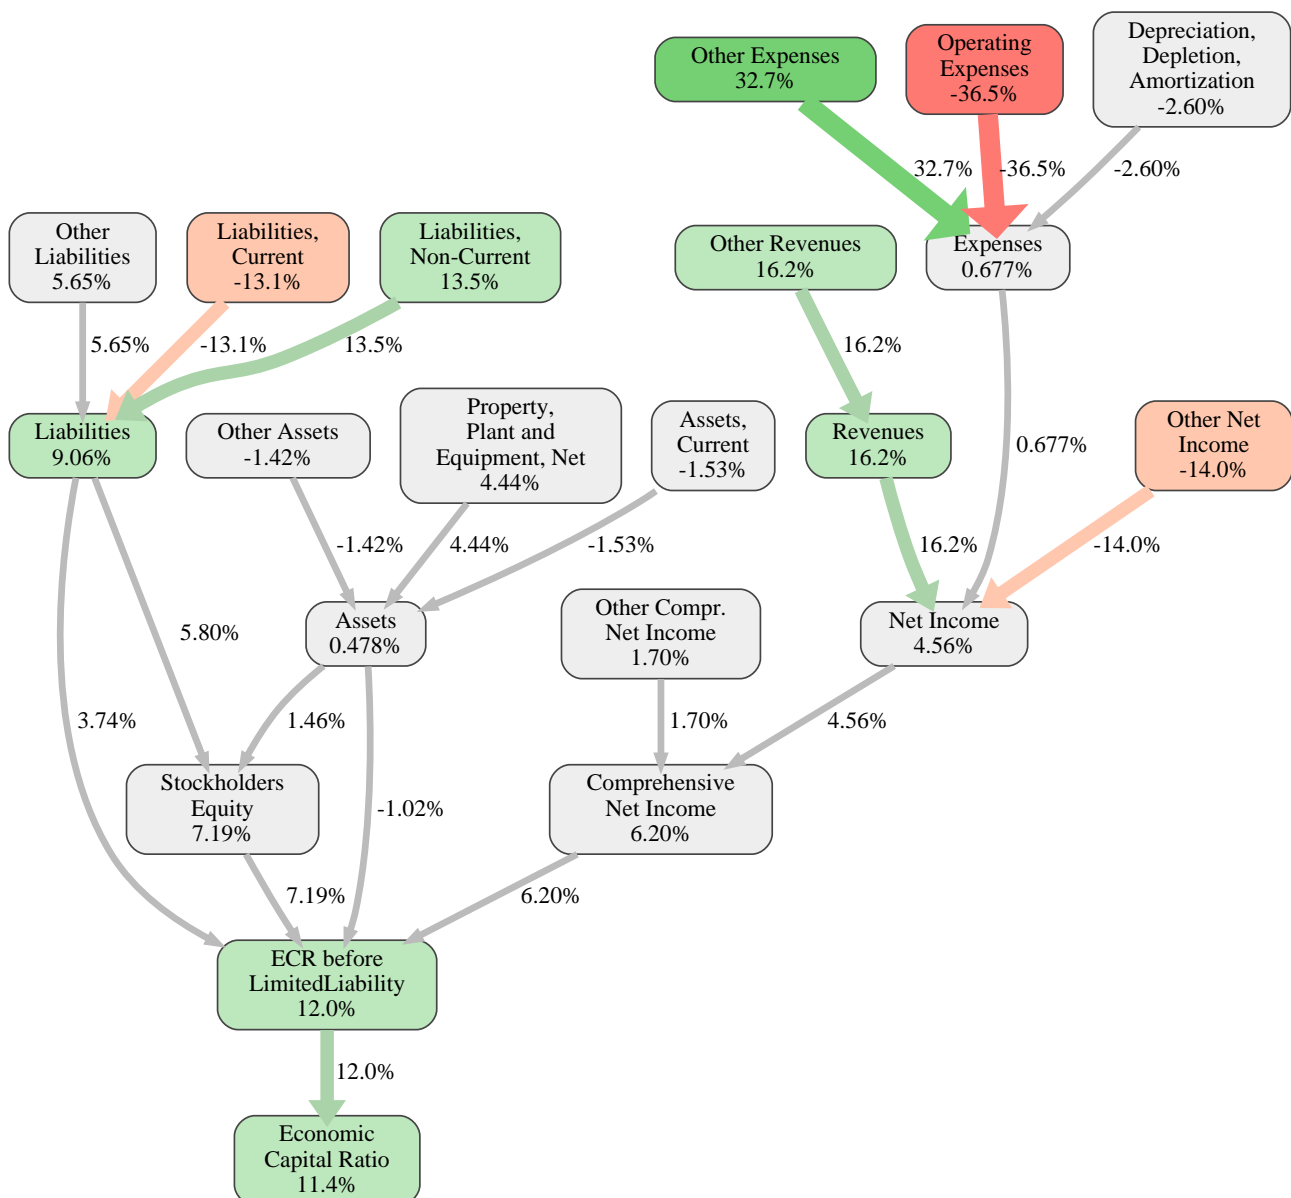 Other Expenses
32.7%
Operating
Expenses
-36.5%
Depreciation,
Depletion,
Amortization
-2.60%
32.7%
-36.5%
-2.60%
Other
Liabilities
5.65%
Liabilities,
Current
-13.1%
Liabilities,
Non-Current
13.5%
Other Revenues
16.2%
Expenses
0.677%
5.65%
-13.1%
13.5%
16.2%
Liabilities
9.06%
Other Assets
-1.42%
Property,
Plant and
Equipment, Net
4.44%
Assets,
Current
-1.53%
Revenues
16.2%
0.677%
Other Net
Income
-14.0%
-1.42%
4.44%
-1.53%
16.2%
-14.0%
5.80%
Assets
0.478%
Other Compr.
Net Income
1.70%
Net Income
4.56%
3.74%
1.46%
1.70%
4.56%
Stockholders
Equity
7.19%
-1.02%
Comprehensive
Net Income
6.20%
7.19%
6.20%
ECR before
LimitedLiability
12.0%
12.0%
Economic
Capital Ratio
11.4%